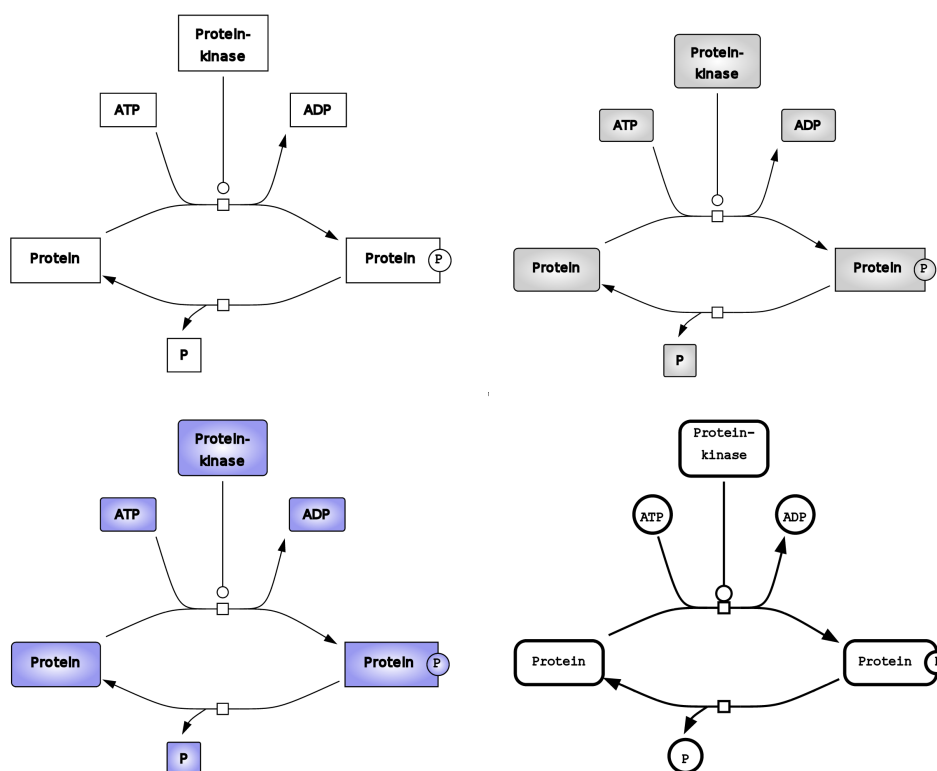 Protein-
kinase
ATP
ADP
Protein
Protein
P
P
Protein-
kinase
ATP
ADP
Protein
Protein
P
P
Protein-
kinase
ATP
ADP
Protein
Protein
P
P
Protein-
kinase
ATP
ADP
Protein
Protein
P